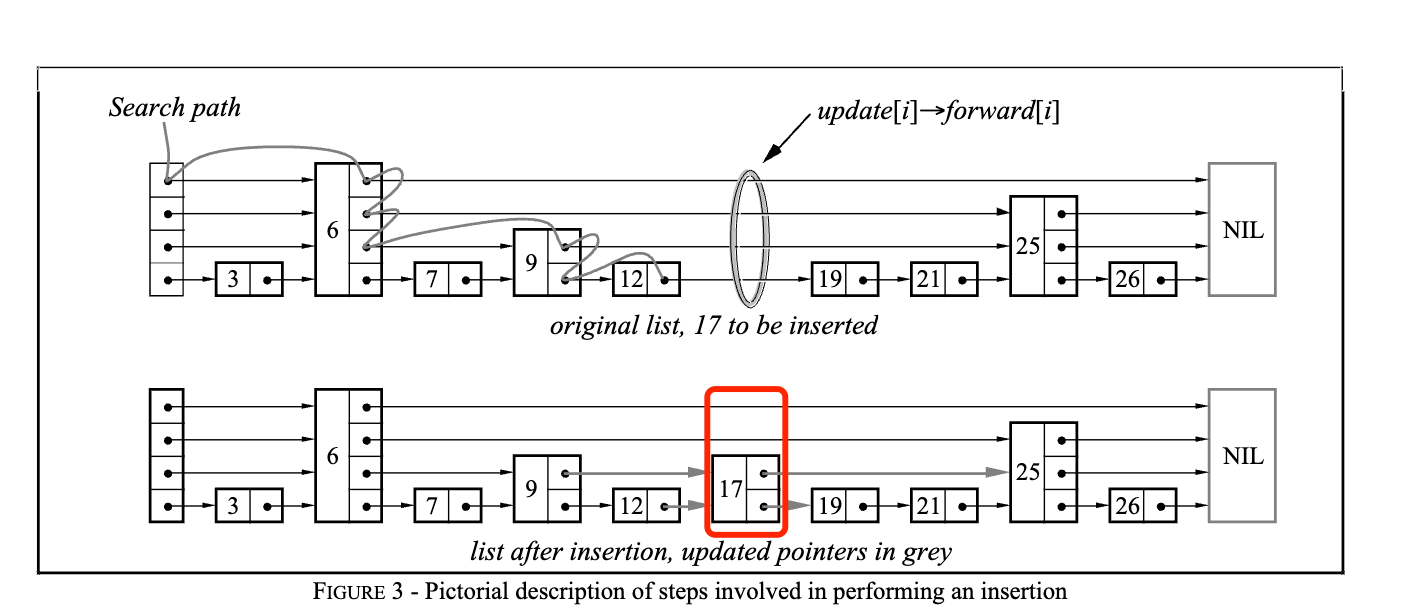 Search path
update[i]→forward[i]
6
NIL
25
9
3
7
12
19
21
26
original list, 17 to be inserted
6
NIL
25
9
17
3
7
12
19
21
26
list after insertion, updated pointers in grey
FIGURE 3 - Pictorial description of steps involved in performing an insertion